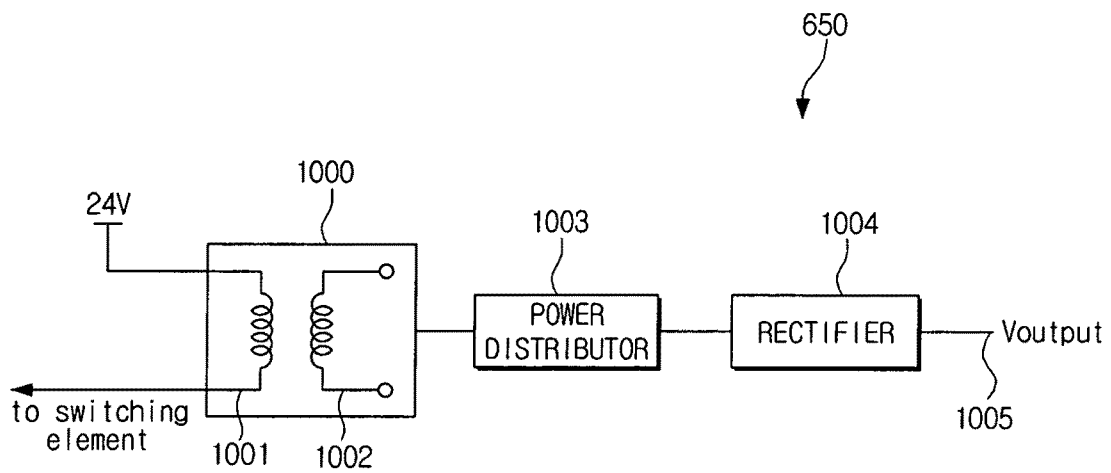 650
1000
24V
1003
1004
POWER
DISTRIBUTOR
RECTIFIER
Voutput
to switching
element
1001
1002
1005